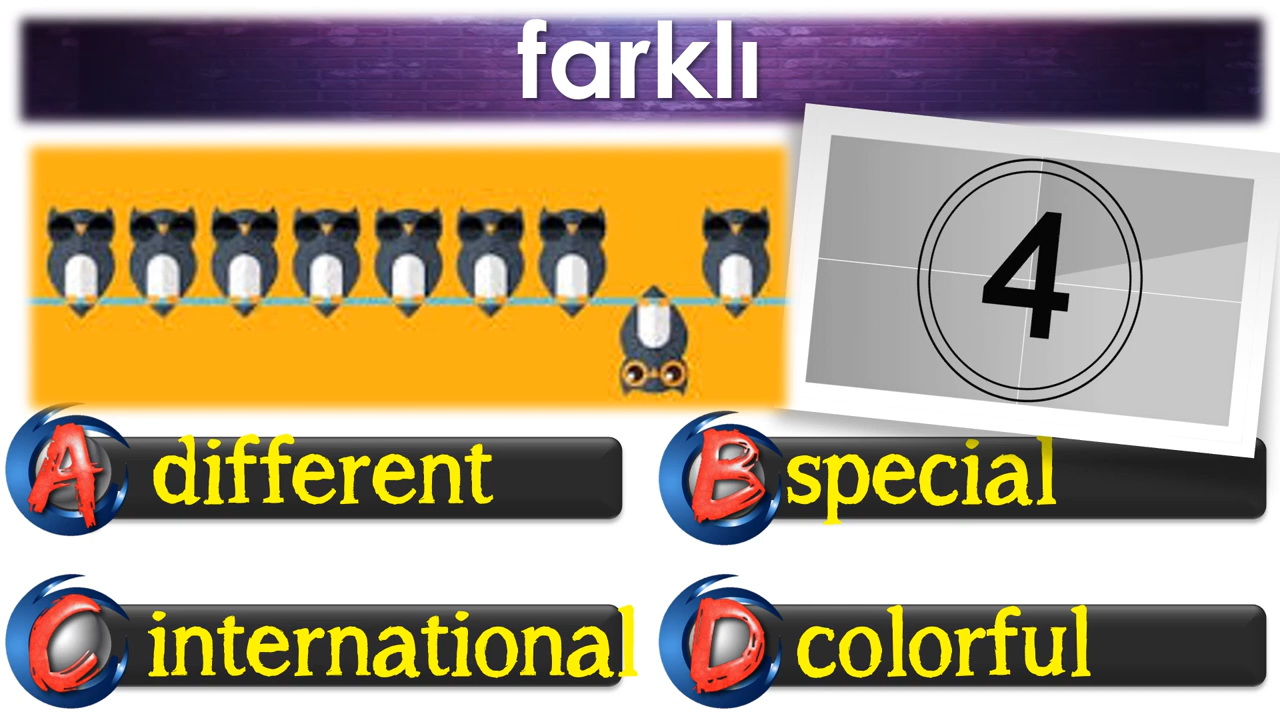 farklı
4
A different
B special
C international
D colorful